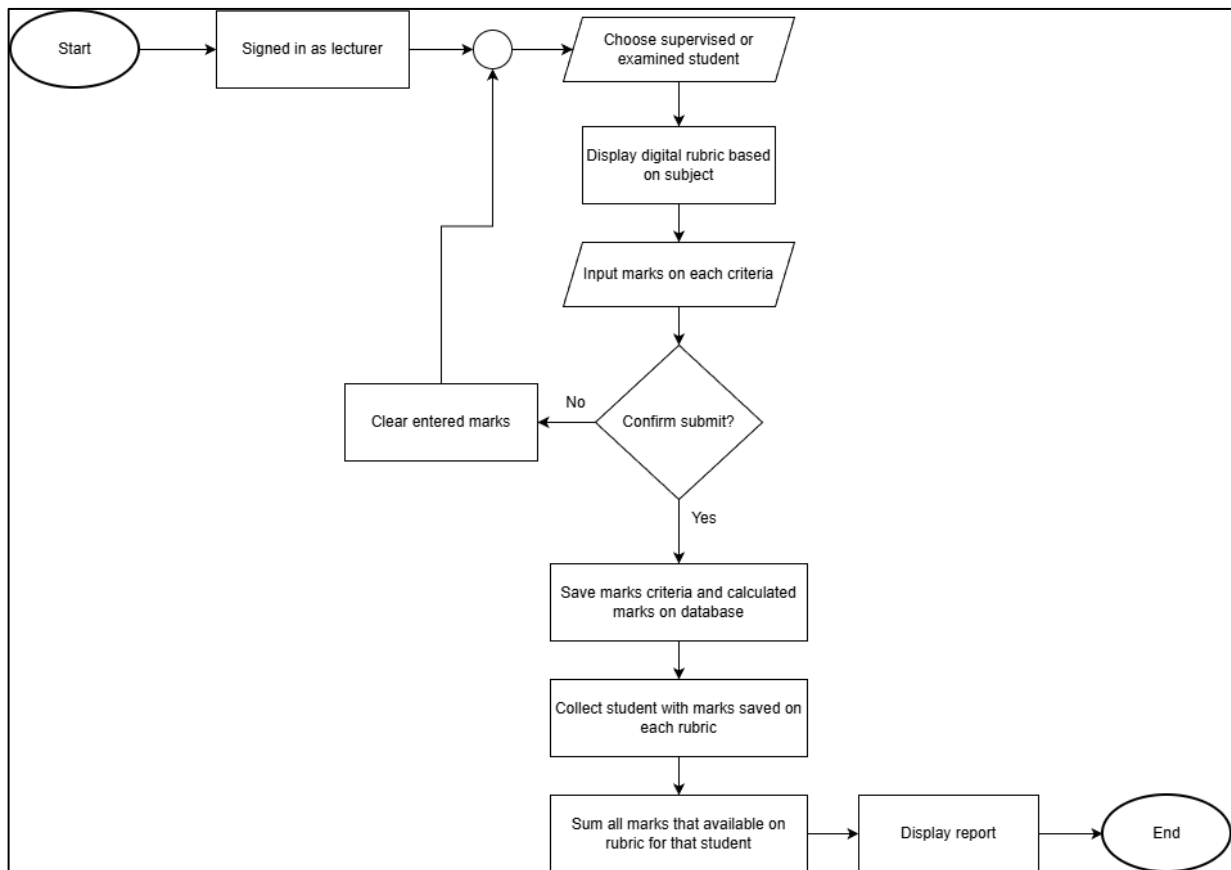 Start
Signed in as lecturer
Choose supervised or
examined student
Display digital rubric based
on subject
Input marks on each criteria
Confirm submit?
No
Clear entered marks
Yes
Save marks criteria and calculated
marks on database
Collect student with marks saved on
each rubric
Sum all marks that available on
rubric for that student
Display report
End